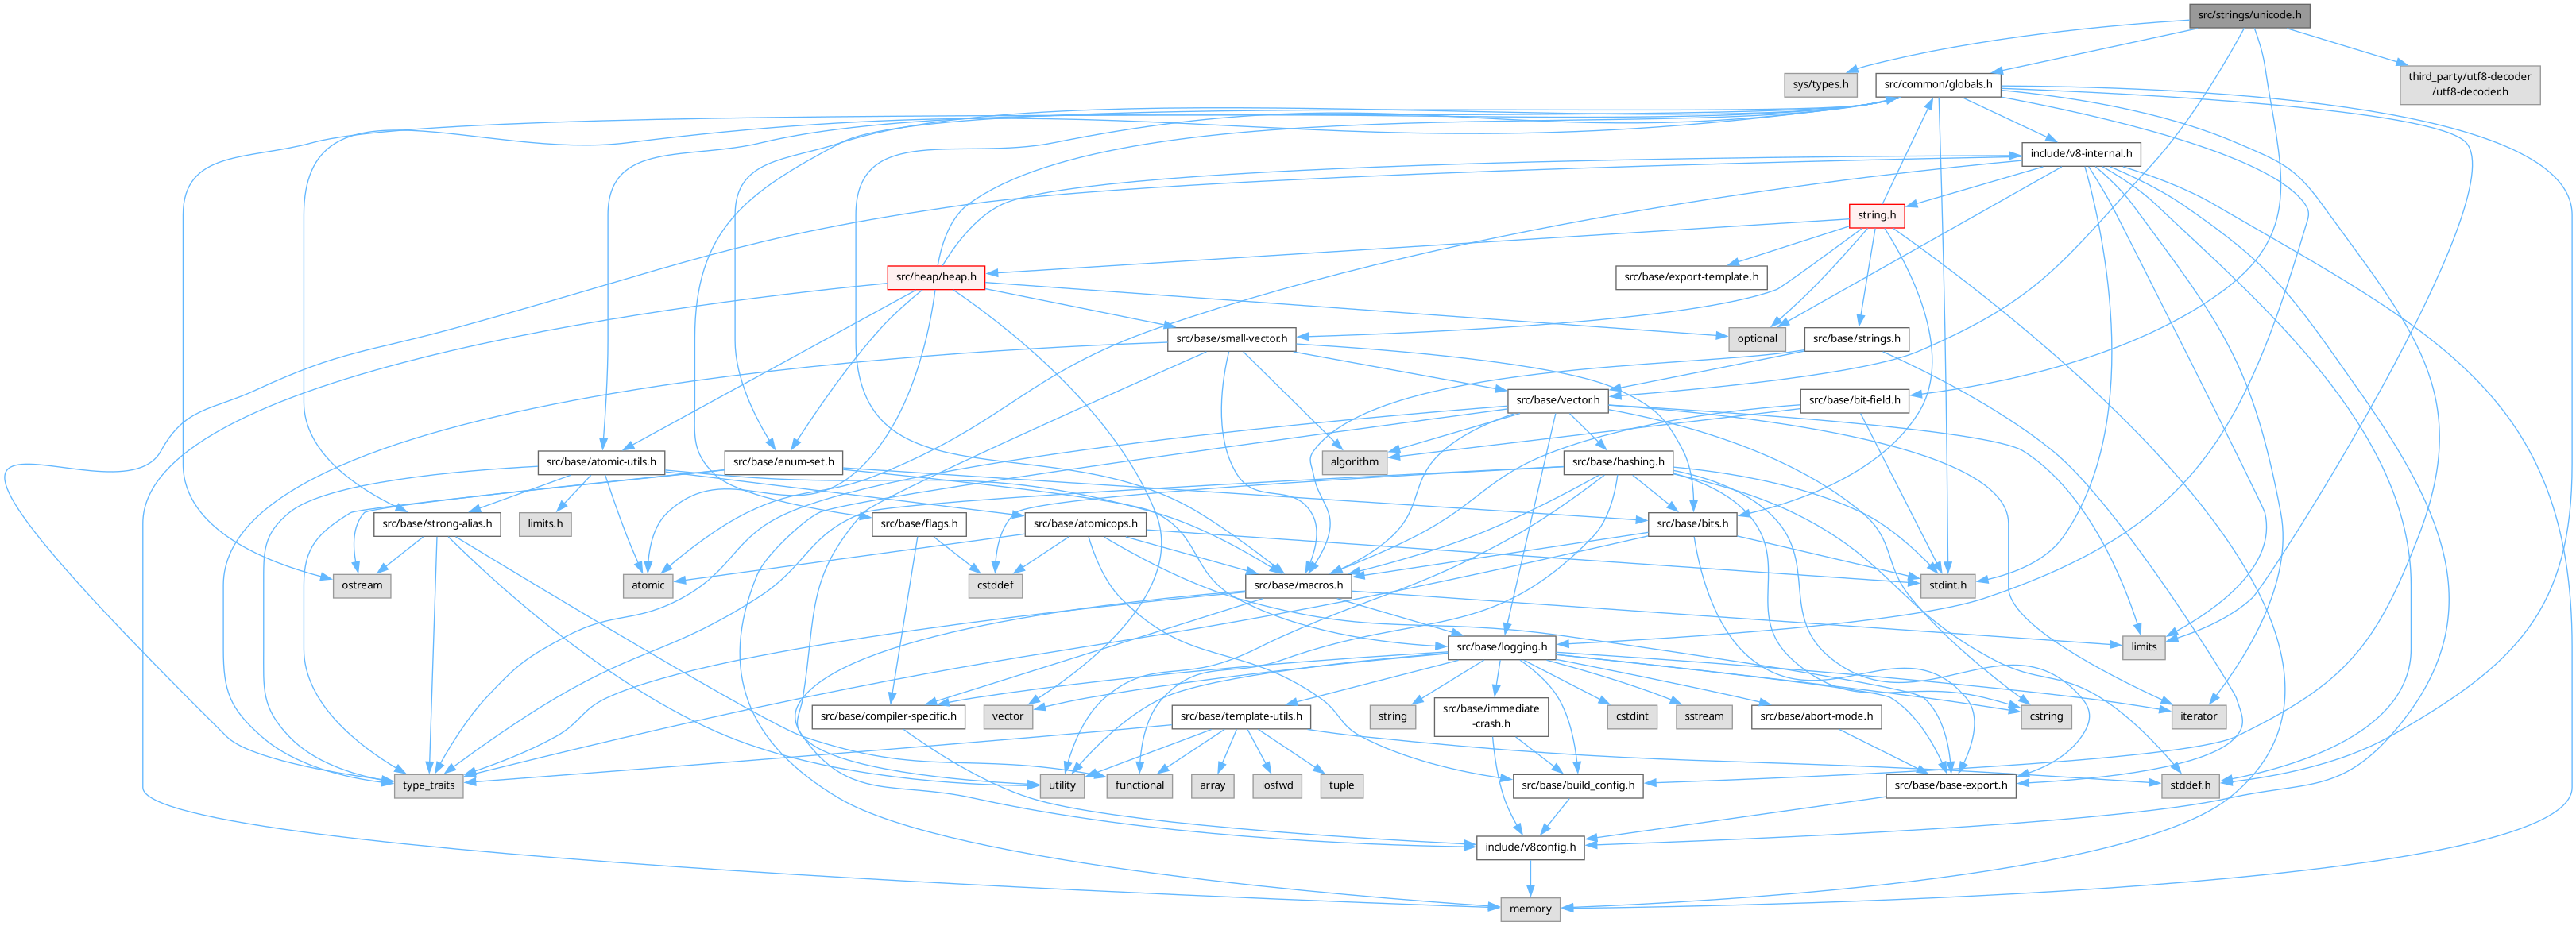 src/strings/unicode.h
sys/types.h
src/common/globals.h
third_party/utf8-decoder
/utf8-decoder.h
include/v8-internal.h
string.h
src/heap/heap.h
src/base/export-template.h
src/base/small-vector.h
optional
src/base/strings.h
src/base/vector.h
src/base/bit-field.h
src/base/atomic-utils.h
src/base/enum-set.h
algorithm
src/base/hashing.h
src/base/strong-alias.h
limits.h
src/base/flags.h
src/base/atomicops.h
src/base/bits.h
ostream
atomic
cstddef
src/base/macros.h
stdint.h
src/base/logging.h
limits
src/base/compiler-specific.h
vector
src/base/template-utils.h
string
src/base/immediate
-crash.h
cstdint
sstream
src/base/abort-mode.h
cstring
iterator
type_traits
utility
functional
array
iosfwd
tuple
src/base/build_config.h
src/base/base-export.h
stddef.h
include/v8config.h
memory